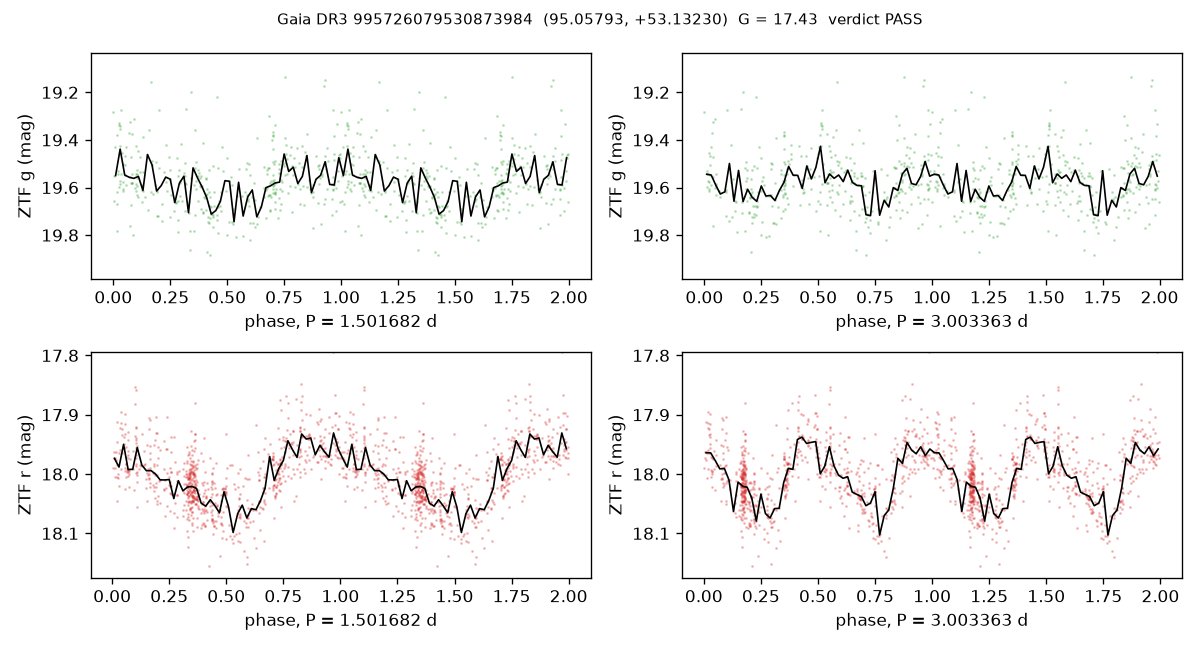 Gaia DR3 995726079530873984 (95.05793, +53.13230) G = 17.43 verdict PASS
ZTF g (mag)
19.2
19.4
19.6
19.8
0.00 0.25 0.50 0.75 1.00 1.25 1.50 1.75 2.00
phase, P = 1.501682 d
ZTF g (mag)
19.2
19.4
19.6
19.8
0.00 0.25 0.50 0.75 1.00 1.25 1.50 1.75 2.00
phase, P = 3.003363 d
ZTF r (mag)
17.8
17.9
18.0
18.1
0.00 0.25 0.50 0.75 1.00 1.25 1.50 1.75 2.00
phase, P = 1.501682 d
ZTF r (mag)
17.8
17.9
18.0
18.1
0.00 0.25 0.50 0.75 1.00 1.25 1.50 1.75 2.00
phase, P = 3.003363 d